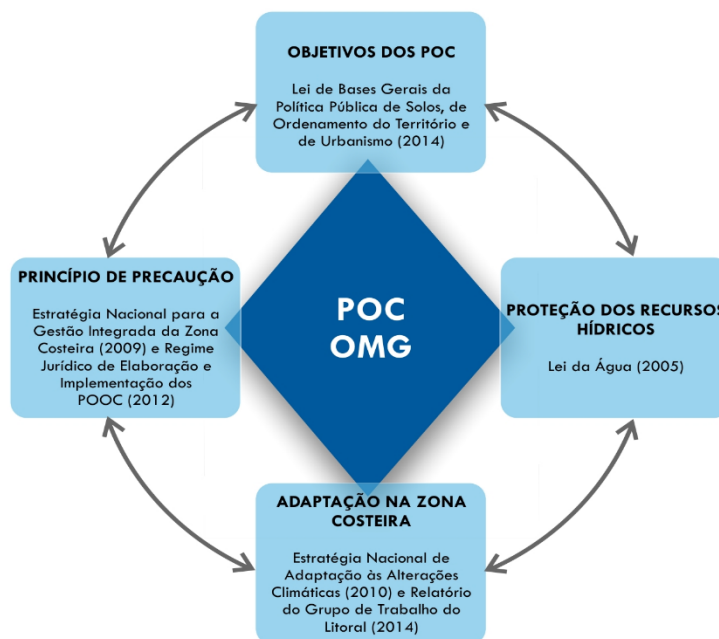 OBJETIVOS DOS POC
Lei de Bases Gerais da
Política Pública de Solos, de
Ordenamento do Território e
de Urbanismo (2014)
PRINCÍPIO DE PRECAUÇÃO
Estratégia Nacional para a
Gestão Integrada da Zona
Costeira (2009) e Regime
Jurídico de Elaboração e
Implementação dos
POOC (2012)
POC
OMG
PROTEÇÃO DOS RECURSOS
HÍDRICOS
Lei da Água (2005)
ADAPTAÇÃO NA ZONA
COSTEIRA
Estratégia Nacional de
Adaptação às Alterações
Climáticas (2010) e Relatório
do Grupo de Trabalho do
Litoral (2014)